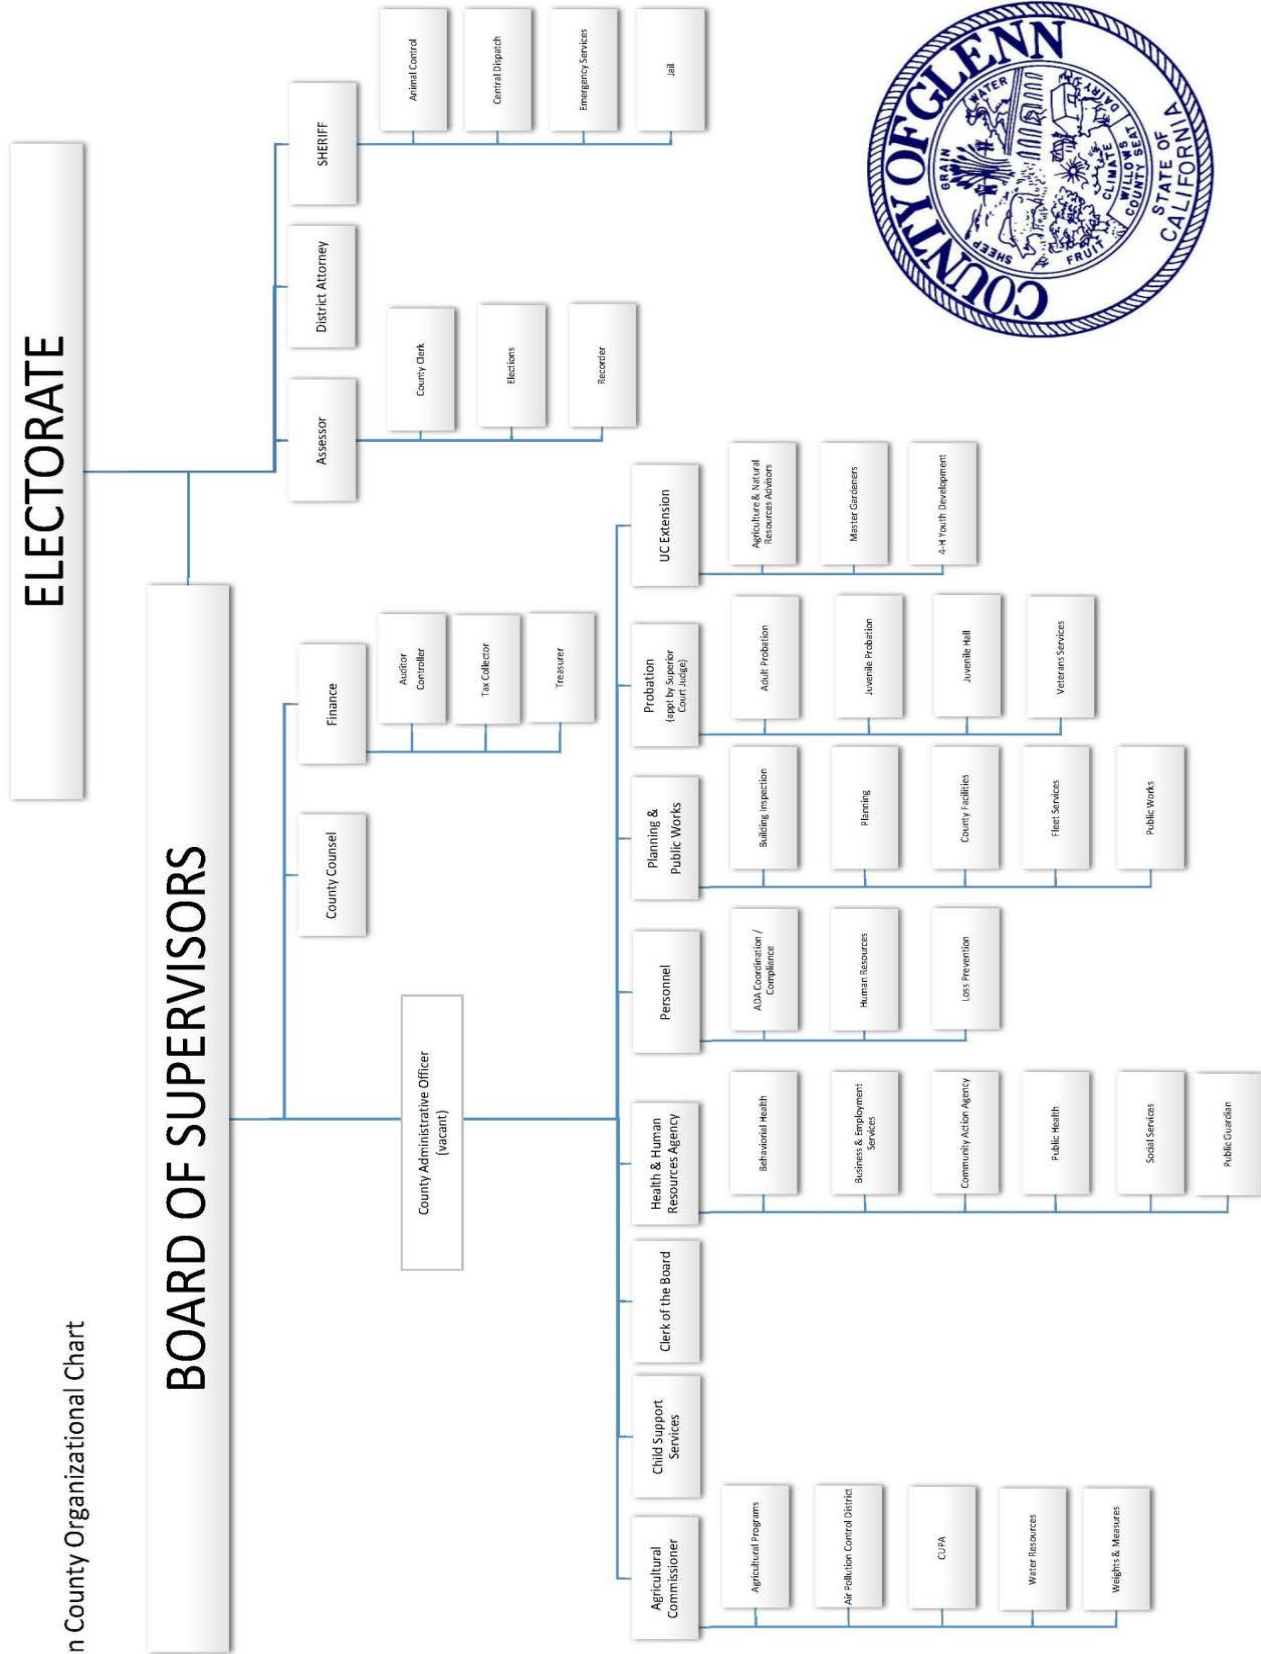 n County Organizational Chart
ELECTORATE
BOARD OF SUPERVISORS
Assessor
District Attorney
SHERIFF
County Clerk
Elections
Recorder
Animal Control
Central Dispatch
Emergency Services
Jail
County Counsel
Finance
Auditor
Controller
Tax Collector
Treasurer
County Administrative Officer
(vacant)
Agricultural
Commissioner
Child Support
Services
Clerk of the Board
Health & Human
Resources Agency
Personnel
Planning &
Public Works
Probation
(appt by Superior
Court Judge)
UC Extension
Agricultural Programs
Air Pollution Control District
CUPA
Water Resources
Weights & Measures
Behaviorial Health
Business & Employment
Services
Community Action Agency
Public Health
Social Services
Public Guardian
ADA Coordination /
Compliance
Human Resources
Loss Prevention
Building Inspection
Planning
County Facilities
Fleet Services
Public Works
Adult Probation
Juvenile Probation
Juvenile Hall
Veterans Services
Agriculture & Natural
Resources Advisors
Master Gardeners
4-H Youth Development
COUNTY OF GLENN
SHEEP
GRAIN
WATER
FRUIT
CLIMATE
DAIRY
WILLOWS
COUNTY SEAT
STATE OF
CALIFORNIA